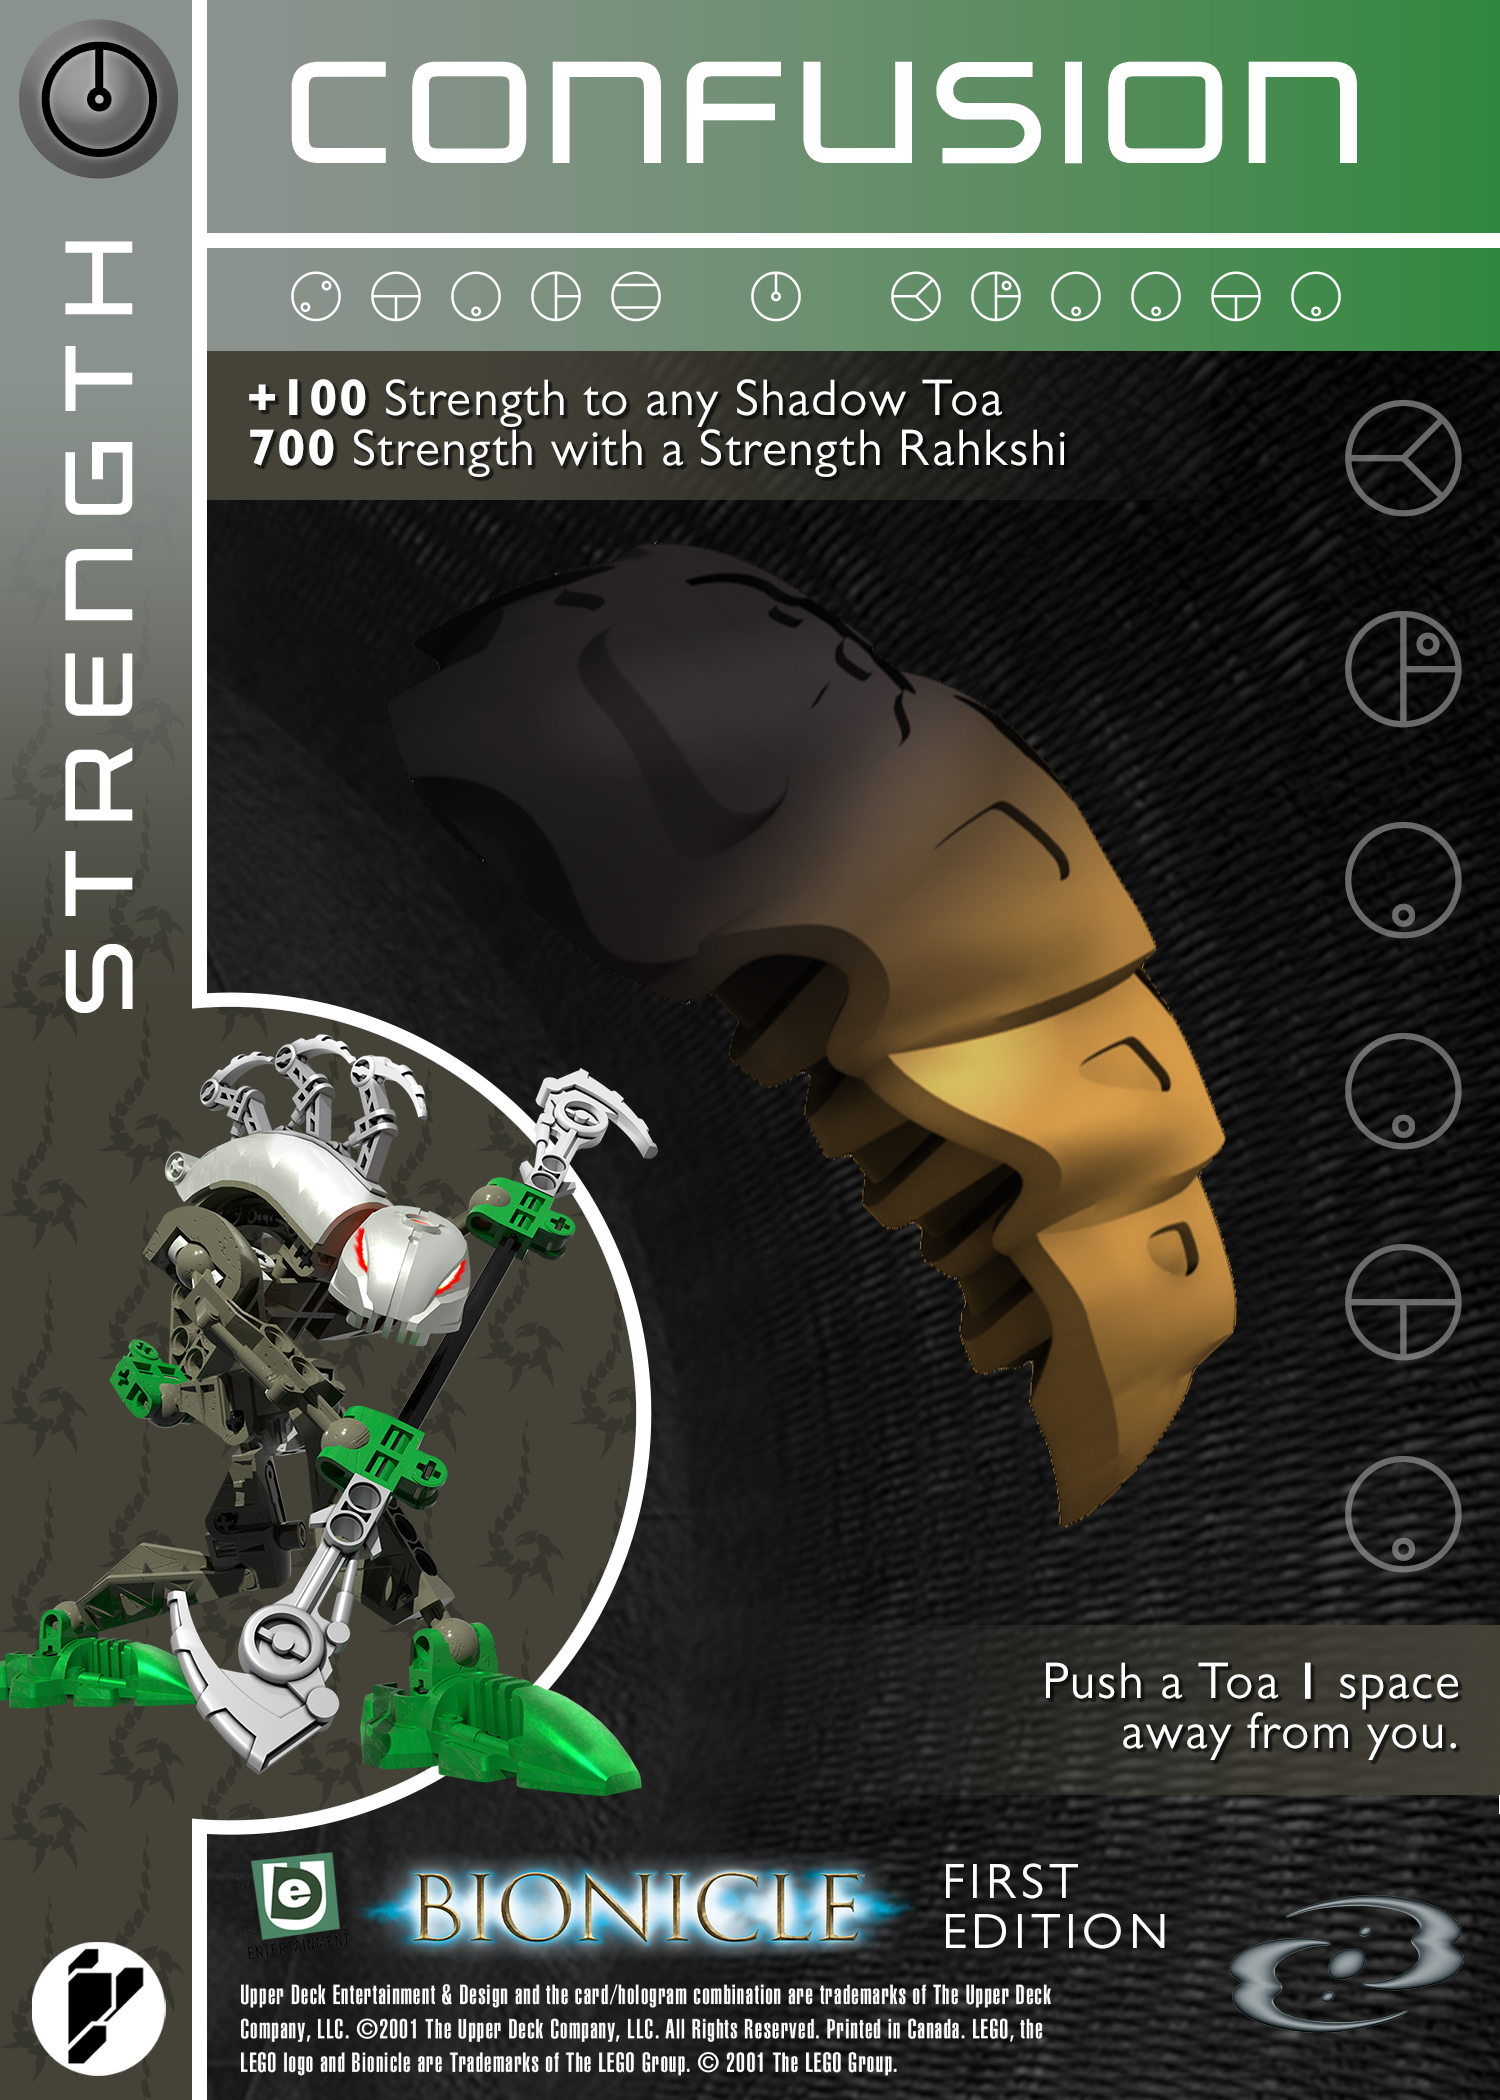 CONFUSION
STRENGTH
+100 Strength to any Shadow Toa
700 Strength with a Strength Rahkshi
Push a Toa 1 space
away from you.
e
ENTERTAINMENT
BIONICLE
FIRST
EDITION
Upper Deck Entertainment & Design and the card/hologram combination are trademarks of The Upper Deck
Company, LLC. ©2001 The Upper Deck Company, LLC. All Rights Reserved. Printed in Canada. LEGO, the
LEGO logo and Bionicle are Trademarks of The LEGO Group. © 2001 The LEGO Group.